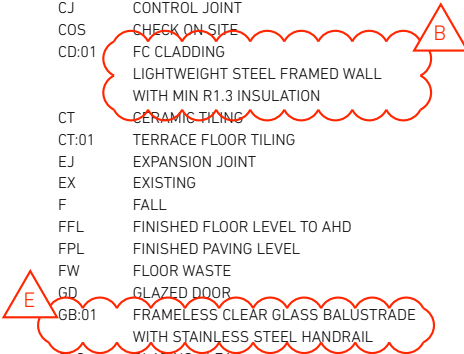 CJ CONTROL JOINT
COS CHECK ON SITE
B
CD:01 FC CLADDING
LIGHTWEIGHT STEEL FRAMED WALL
WITH MIN R1.3 INSULATION
CT CERAMIC TILING
CT:01 TERRACE FLOOR TILING
EJ EXPANSION JOINT
EX EXISTING
F FALL
FFL FINISHED FLOOR LEVEL TO AHD
FPL FINISHED PAVING LEVEL
FW FLOOR WASTE
GD GLAZED DOOR
E
GB:01 FRAMELESS CLEAR GLASS BALUSTRADE
WITH STAINLESS STEEL HANDRAIL